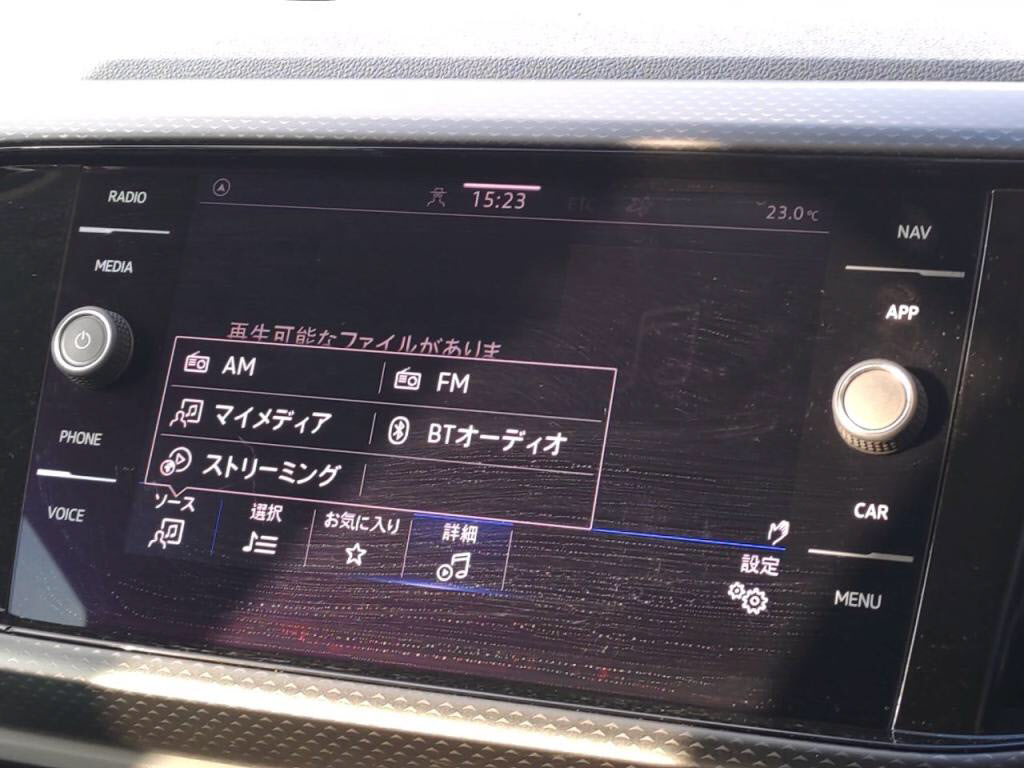 RADIO
15:23
ETC
23.0℃
NAV
MEDIA
APP
再生可能なファイルがありま
AM
FM
マイメディア
BTオーディオ
ストリーミング
PHONE
VOICE
ソース
選択
お気に入り
詳細
設定
CAR
MENU